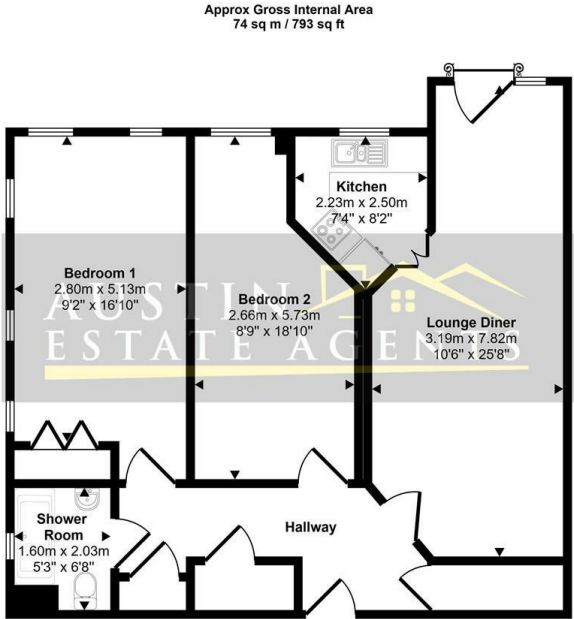 Approx Gross Internal Area
74 sq m / 793 sq ft
Kitchen
2.23m x 2.50m
7'4" x 8'2"
Bedroom 1
2.80m x 5.13m
9'2" x 16'10"
Bedroom 2
2.66m x 5.73m
8'9" x 18'10"
Lounge Diner
3.19m x 7.82m
10'6" x 25'8"
AUSTIN
ESTATE AGENTS
Shower
Room
1.60m x 2.03m
5'3" x 6'8"
Hallway